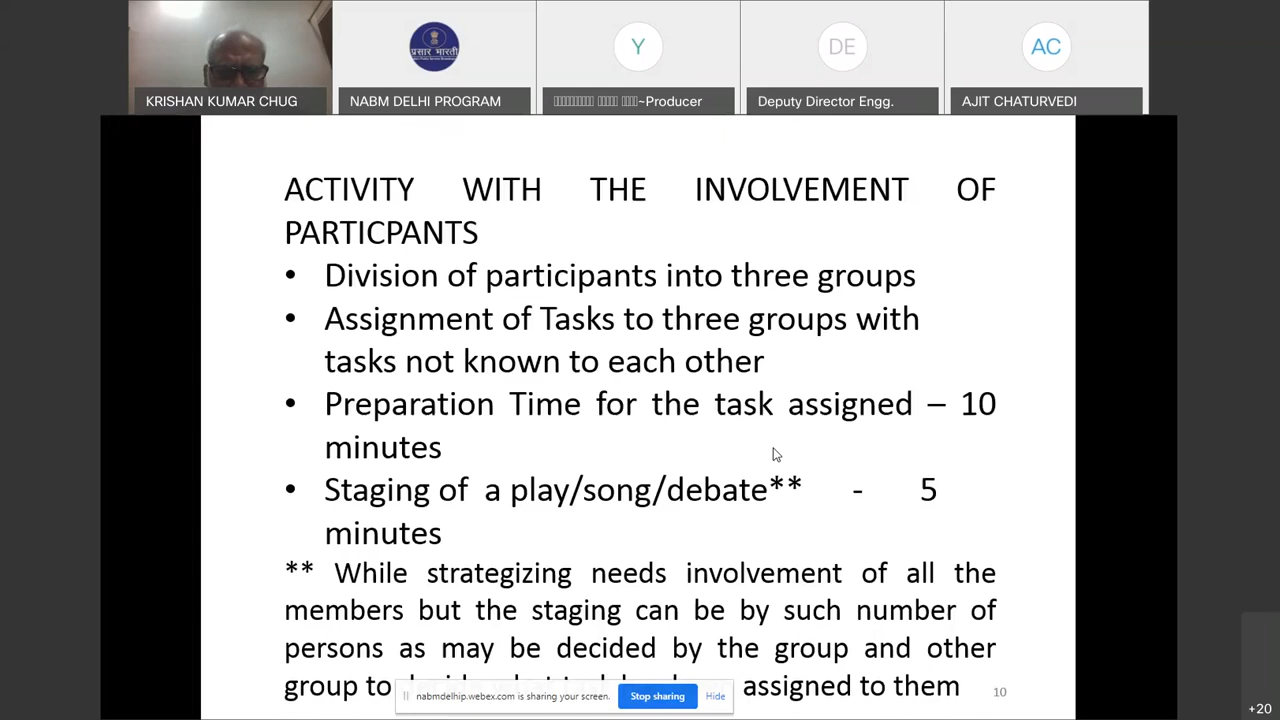 प्रसार भारती
Y
DE
AC
KRISHAN KUMAR CHUG
NABM DELHI PROGRAM
~Producer
Deputy Director Engg.
AJIT CHATURVEDI
ACTIVITY WITH THE INVOLVEMENT OF
PARTICPANTS
• Division of participants into three groups
• Assignment of Tasks to three groups with
tasks not known to each other
• Preparation Time for the task assigned – 10
minutes
• Staging of a play/song/debate** - 5
minutes
** While strategizing needs involvement of all the
members but the staging can be by such number of
persons as may be decided by the group and other
group to assigned to them
10
nabmdelhip.webex.com is sharing your screen.
Stop sharing
Hide
+20